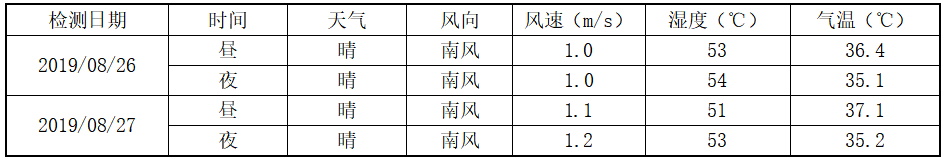 检测日期 时间 天气 风向 风速（m/s） 湿度（℃） 气温（℃）
2019/08/26 昼 晴 南风 1.0 53 36.4
夜 晴 南风 1.0 54 35.1
2019/08/27 昼 晴 南风 1.1 51 37.1
夜 晴 南风 1.2 53 35.2